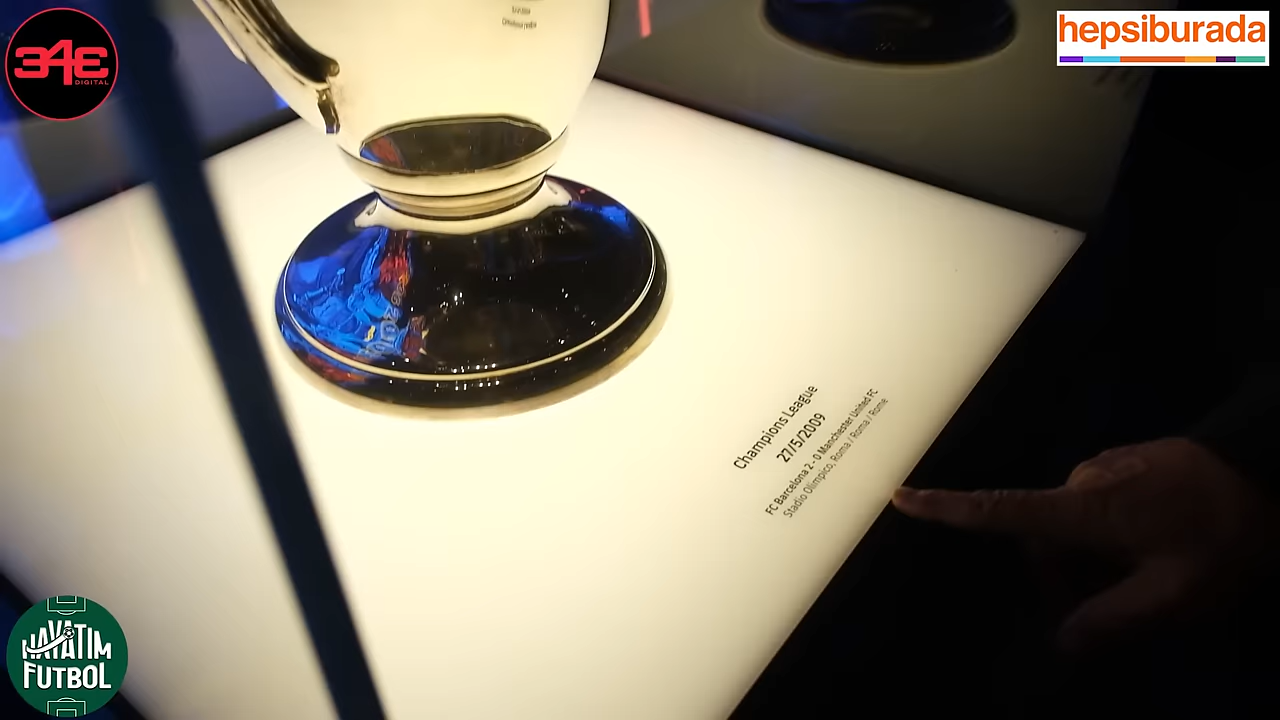 34E
DIGITAL
hepsiburada
Champions League
27/5/2009
FC Barcelona 2 - 0 Manchester United FC
Stadio Olimpico, Roma / Roma / Rome
HAYATIM
FUTBOL